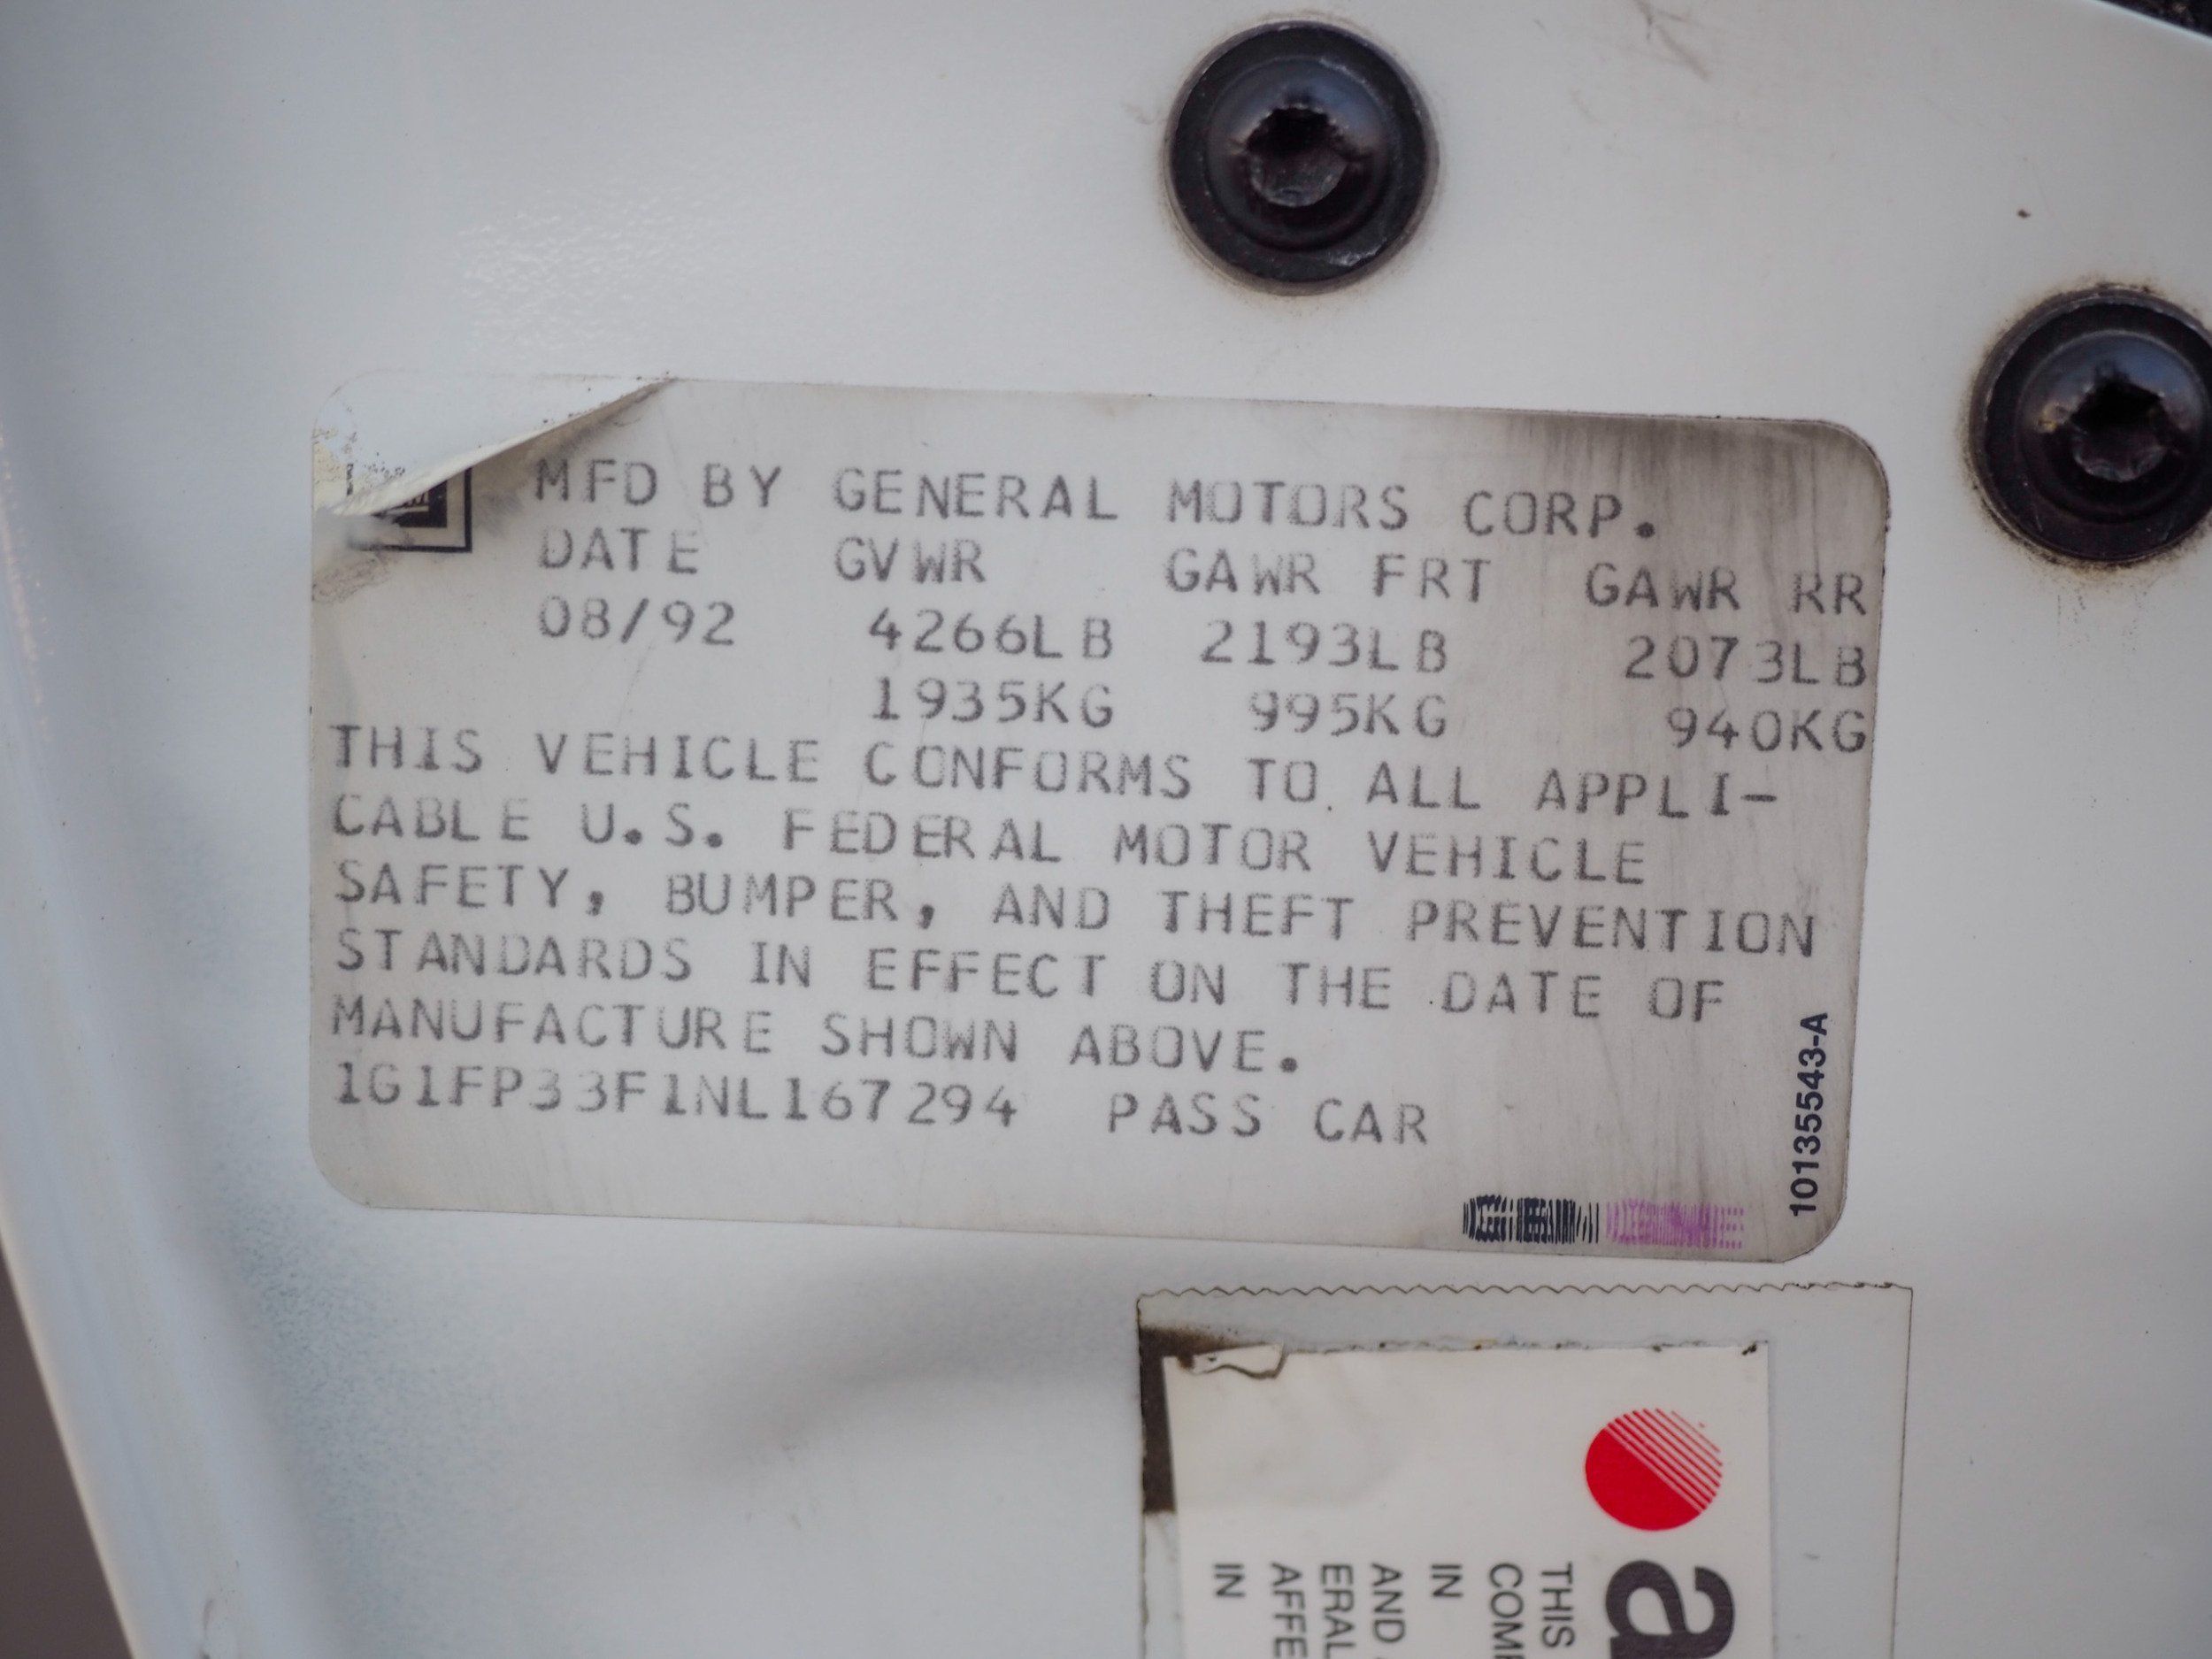 MFD BY GENERAL MOTORS CORP.
DATE GVWR GAWR FRT GAWR RR
08/92 4266LB 2193LB 2073LB
1935KG 995KG 940KG
THIS VEHICLE CONFORMS TO ALL APPLI-
CABLE U.S. FEDERAL MOTOR VEHICLE
SAFETY, BUMPER, AND THEFT PREVENTION
STANDARDS IN EFFECT ON THE DATE OF
MANUFACTURE SHOWN ABOVE.
1G1FP33F1NL167294 PASS CAR
10135543-A
a
THIS
COM
IN
AND
ERAL
AFFE
IN